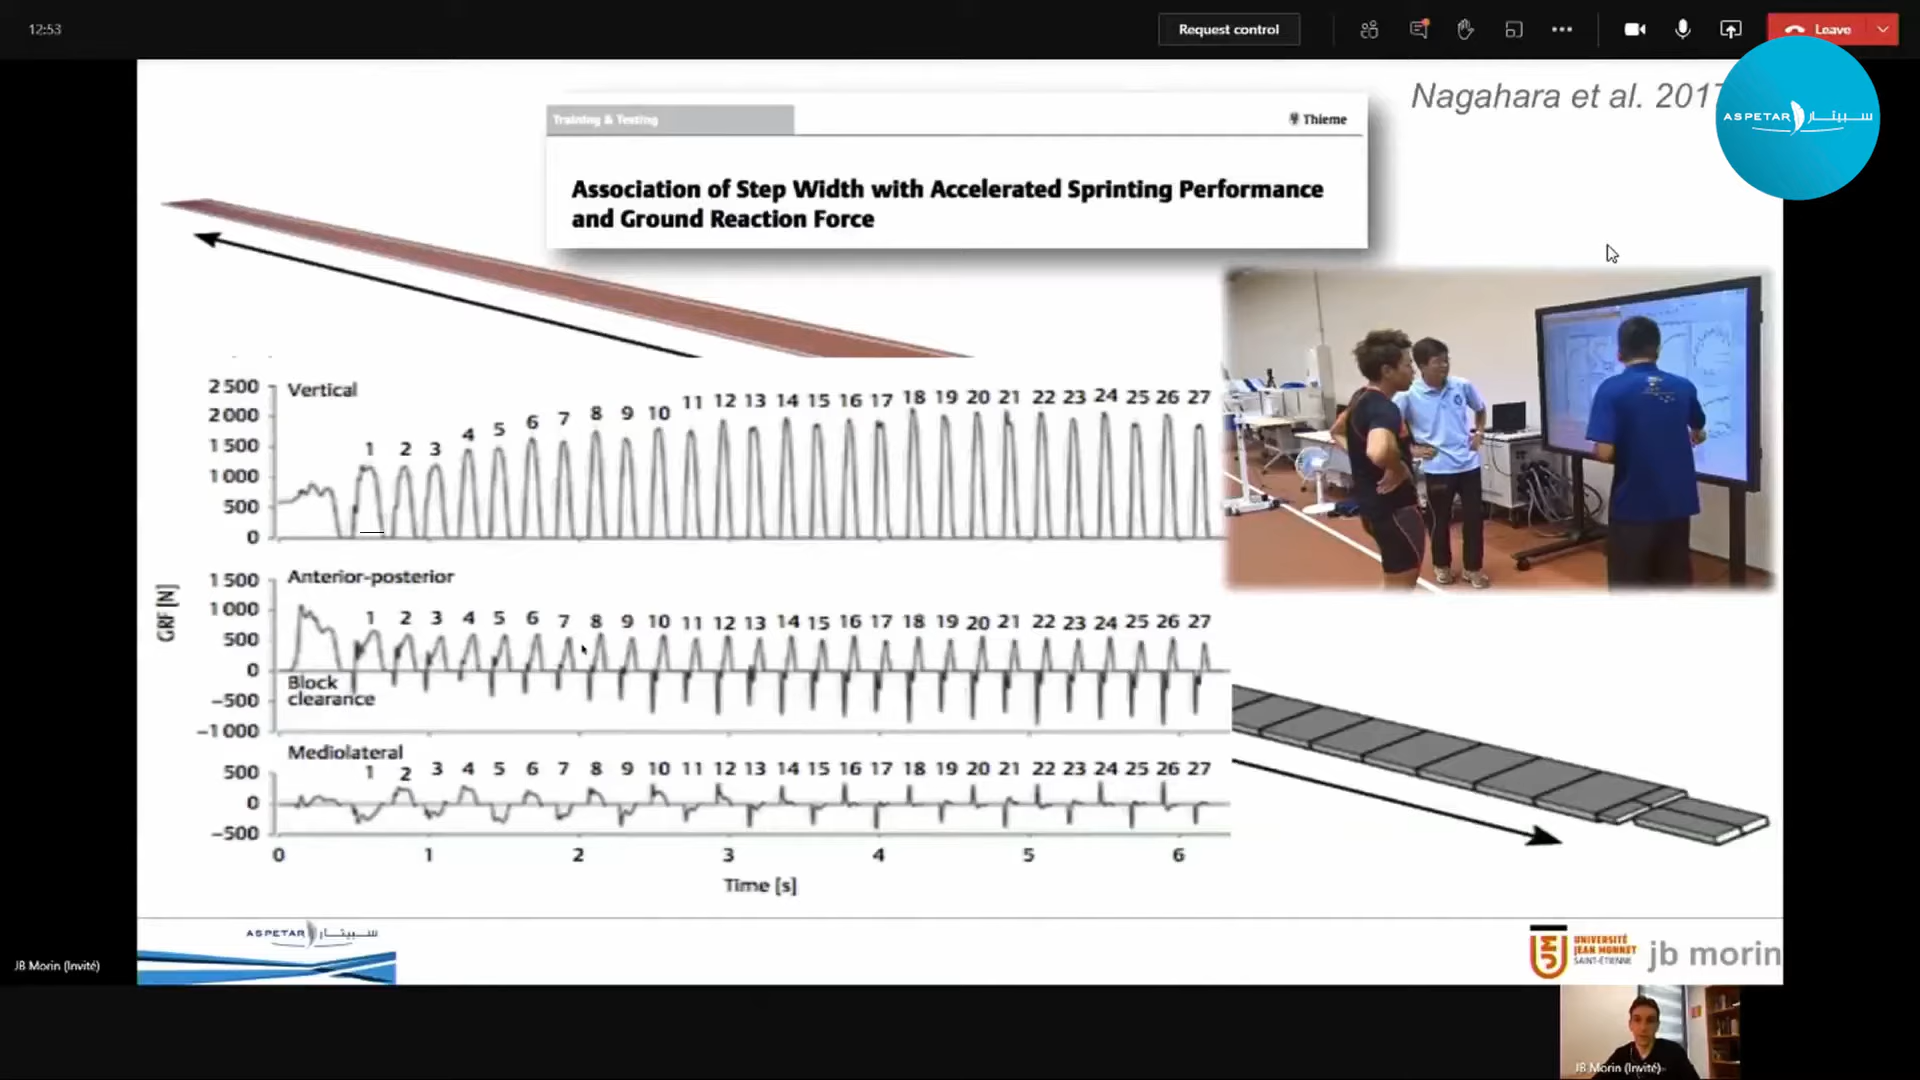 12:53
Request control
Leave
Nagahara et al. 2017
ASPETAR سبيتار
Training & Testing
Thieme
Association of Step Width with Accelerated Sprinting Performance
and Ground Reaction Force
GRF [N]
Vertical
2 500
2 000
1 500
1 000
500
0
1 2 3 4 5 6 7 8 9 10 11 12 13 14 15 16 17 18 19 20 21 22 23 24 25 26 27
Anterior-posterior
1 500
1 000
500
0
−500
−1 000
1 2 3 4 5 6 7 8 9 10 11 12 13 14 15 16 17 18 19 20 21 22 23 24 25 26 27
Block
clearance
Mediolateral
500
0
−500
1 2 3 4 5 6 7 8 9 10 11 12 13 14 15 16 17 18 19 20 21 22 23 24 25 26 27
0 1 2 3 4 5 6
Time [s]
ASPETAR سبيتار
UNIVERSITÉ
JEAN MONNET
SAINT-ÉTIENNE
jb morin
JB Morin (Invité)
JB Morin (Invité)